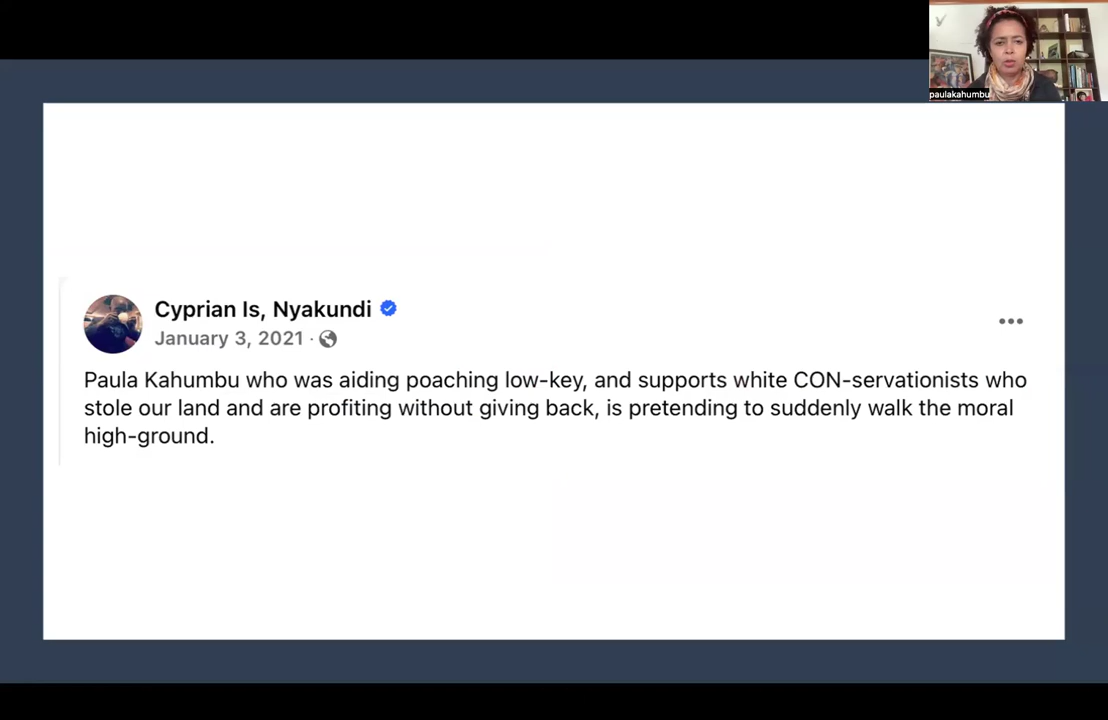 paulakahumbu
Cyprian Is, Nyakundi
January 3, 2021 ·
Paula Kahumbu who was aiding poaching low-key, and supports white CON-servationists who
stole our land and are profiting without giving back, is pretending to suddenly walk the moral
high-ground.